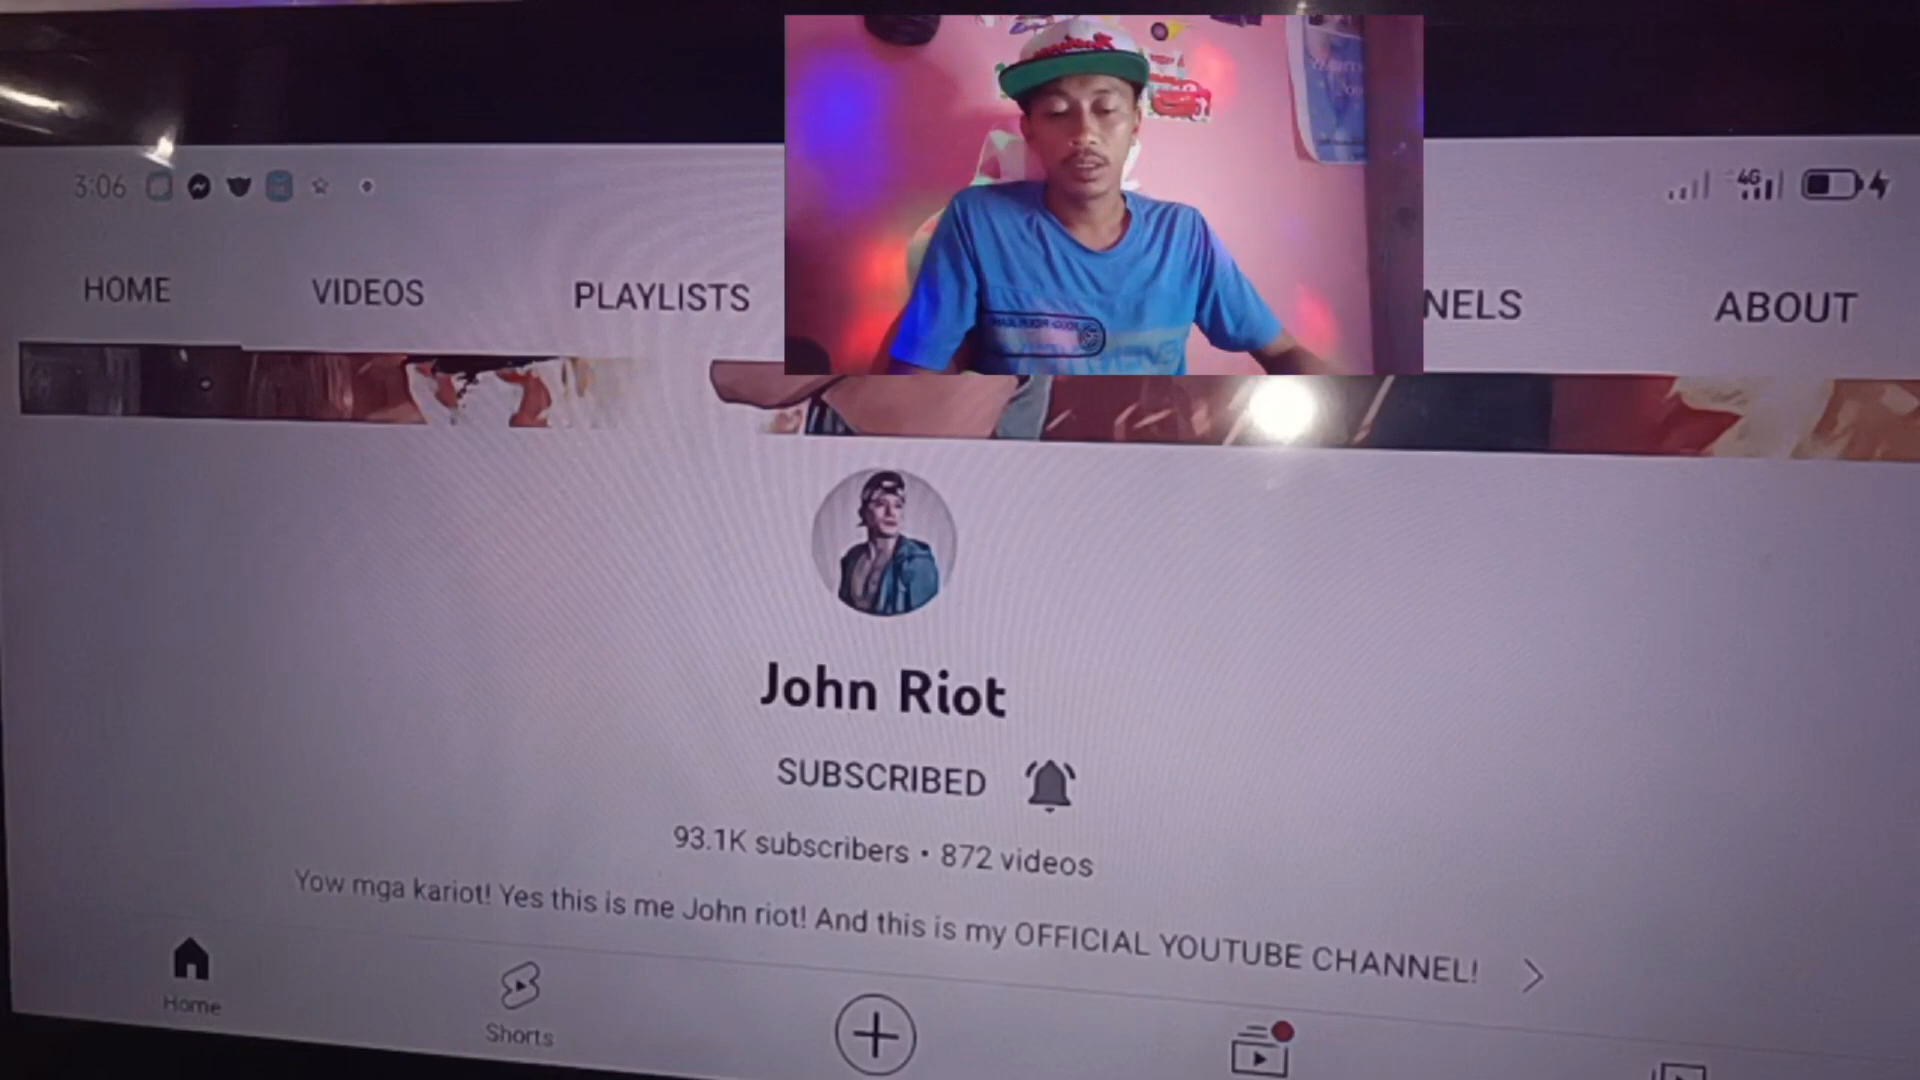 3:06
4G
HOME VIDEOS PLAYLISTS NELS ABOUT
John Riot
SUBSCRIBED
93.1K subscribers • 872 videos
Yow mga kariot! Yes this is me John riot! And this is my OFFICIAL YOUTUBE CHANNEL!
Home
Shorts